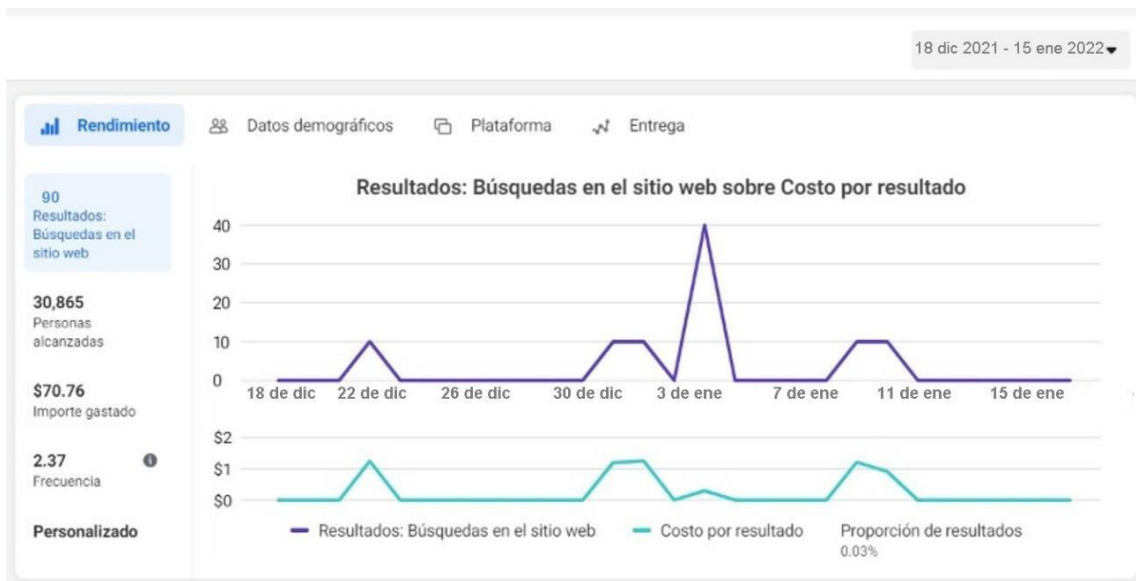 18 dic 2021 - 15 ene 2022
Rendimiento
Datos demográficos
Plataforma
Entrega
90
Resultados:
Búsquedas en el
sitio web
30,865
Personas
alcanzadas
$70.76
Importe gastado
2.37
Frecuencia
Personalizado
Resultados: Búsquedas en el sitio web sobre Costo por resultado
40
30
20
10
0
18 de dic 22 de dic 26 de dic 30 de dic 3 de ene 7 de ene 11 de ene 15 de ene
$2
$1
$0
Resultados: Búsquedas en el sitio web
Costo por resultado
Proporción de resultados
0.03%